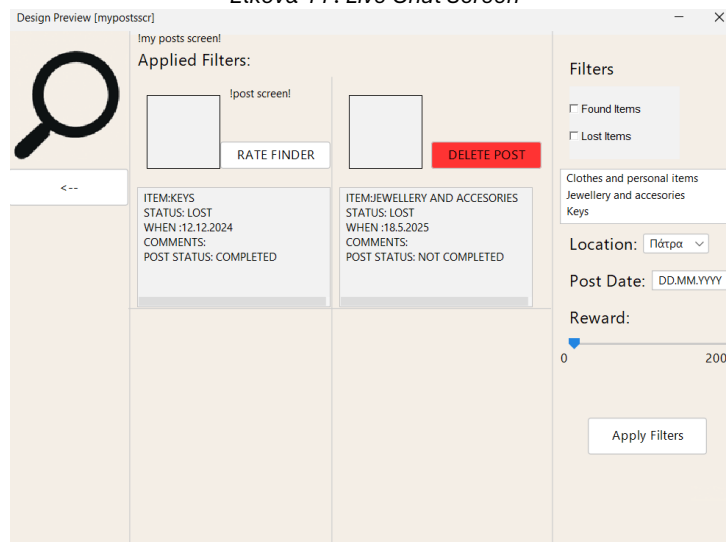 Design Preview [mypostsscr]
!my posts screen!
Applied Filters:
!post screen!
RATE FINDER
DELETE POST
<--
ITEM:KEYS
STATUS: LOST
WHEN :12.12.2024
COMMENTS:
POST STATUS: COMPLETED
ITEM:JEWELLERY AND ACCESORIES
STATUS: LOST
WHEN :18.5.2025
COMMENTS:
POST STATUS: NOT COMPLETED
Filters
Found Items
Lost Items
Clothes and personal items
Jewellery and accesories
Keys
Location: Πάτρα
Post Date: DD.MM.YYYY
Reward:
0 200
Apply Filters